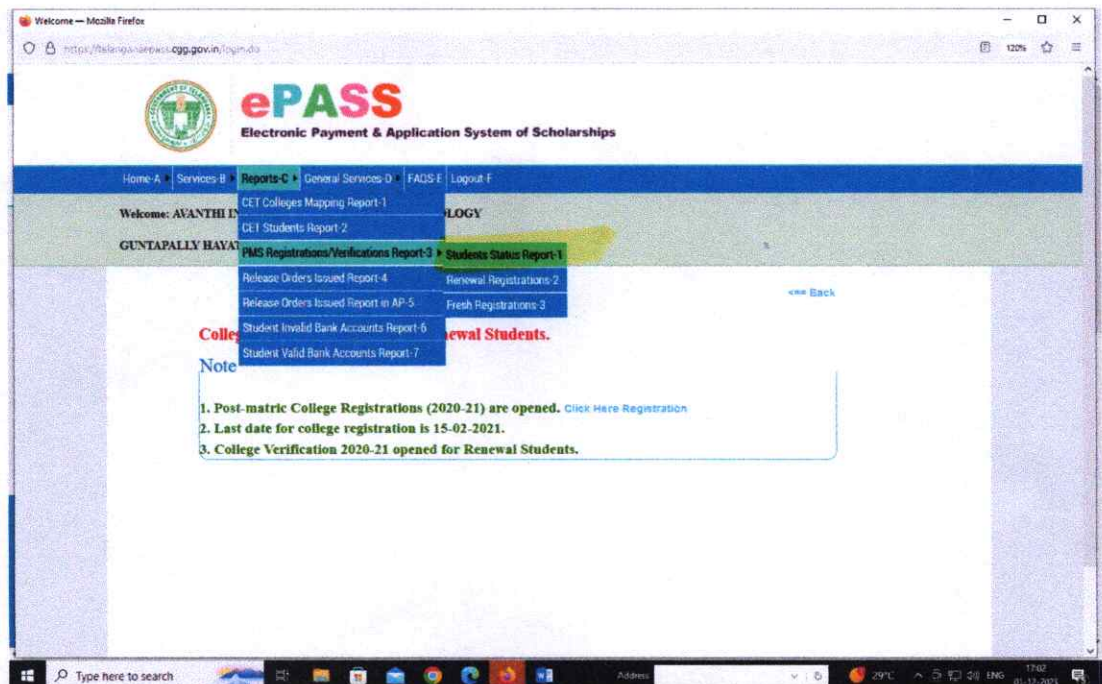 Welcome — Mozilla Firefox
https://telanganaepass.cgg.gov.in/login.do
120%
ePASS
Electronic Payment & Application System of Scholarships
Home-A Services-B Reports-C General Services-D FAQS-E Logout-F
CET Colleges Mapping Report-1
Welcome: AVANTHI IN LOGY
CET Students Report-2
GUNTAPALLY HAYAT
PMS Registrations/Verifications Report-3 Students Status Report-1
Release Orders Issued Report-4 Renewal Registrations-2
<== Back
Release Orders Issued Report in AP-5 Fresh Registrations-3
Student Invalid Bank Accounts Report-6
Colleg ewal Students.
Student Valid Bank Accounts Report-7
Note
1. Post-matric College Registrations (2020-21) are opened. Click Here Registration
2. Last date for college registration is 15-02-2021.
3. College Verification 2020-21 opened for Renewal Students.
Type here to search
Address
29°C
ENG
17:02
01-12-2023